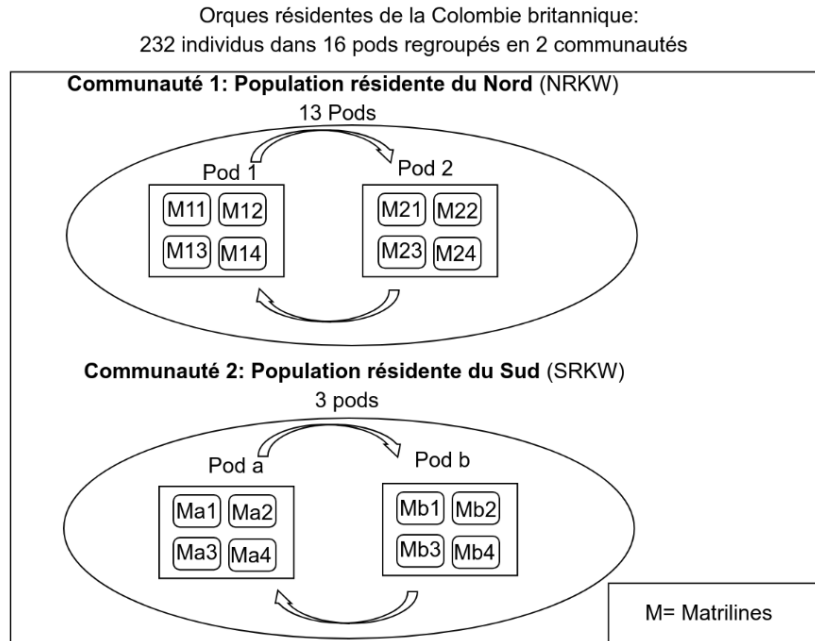 Orques résidentes de la Colombie britannique:
232 individus dans 16 pods regroupés en 2 communautés
Communauté 1: Population résidente du Nord (NRKW)
13 Pods
Pod 1
Pod 2
M11 M12
M21 M22
M13 M14
M23 M24
Communauté 2: Population résidente du Sud (SRKW)
3 pods
Pod a
Pod b
Ma1 Ma2
Mb1 Mb2
Ma3 Ma4
Mb3 Mb4
M= Matrilines